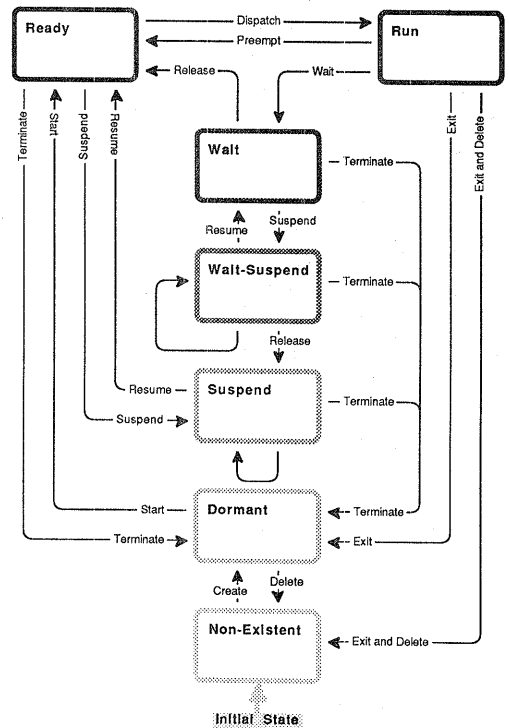 Ready
Dispatch
Run
Preempt
Release
Wait
Terminate
Start
Suspend
Resume
Exit
Exit and Delete
Wait
Terminate
Resume
Suspend
Wait-Suspend
Terminate
Release
Suspend
Resume
Terminate
Suspend
Dormant
Start
Terminate
Terminate
Exit
Create
Delete
Non-Existent
Exit and Delete
Initial State